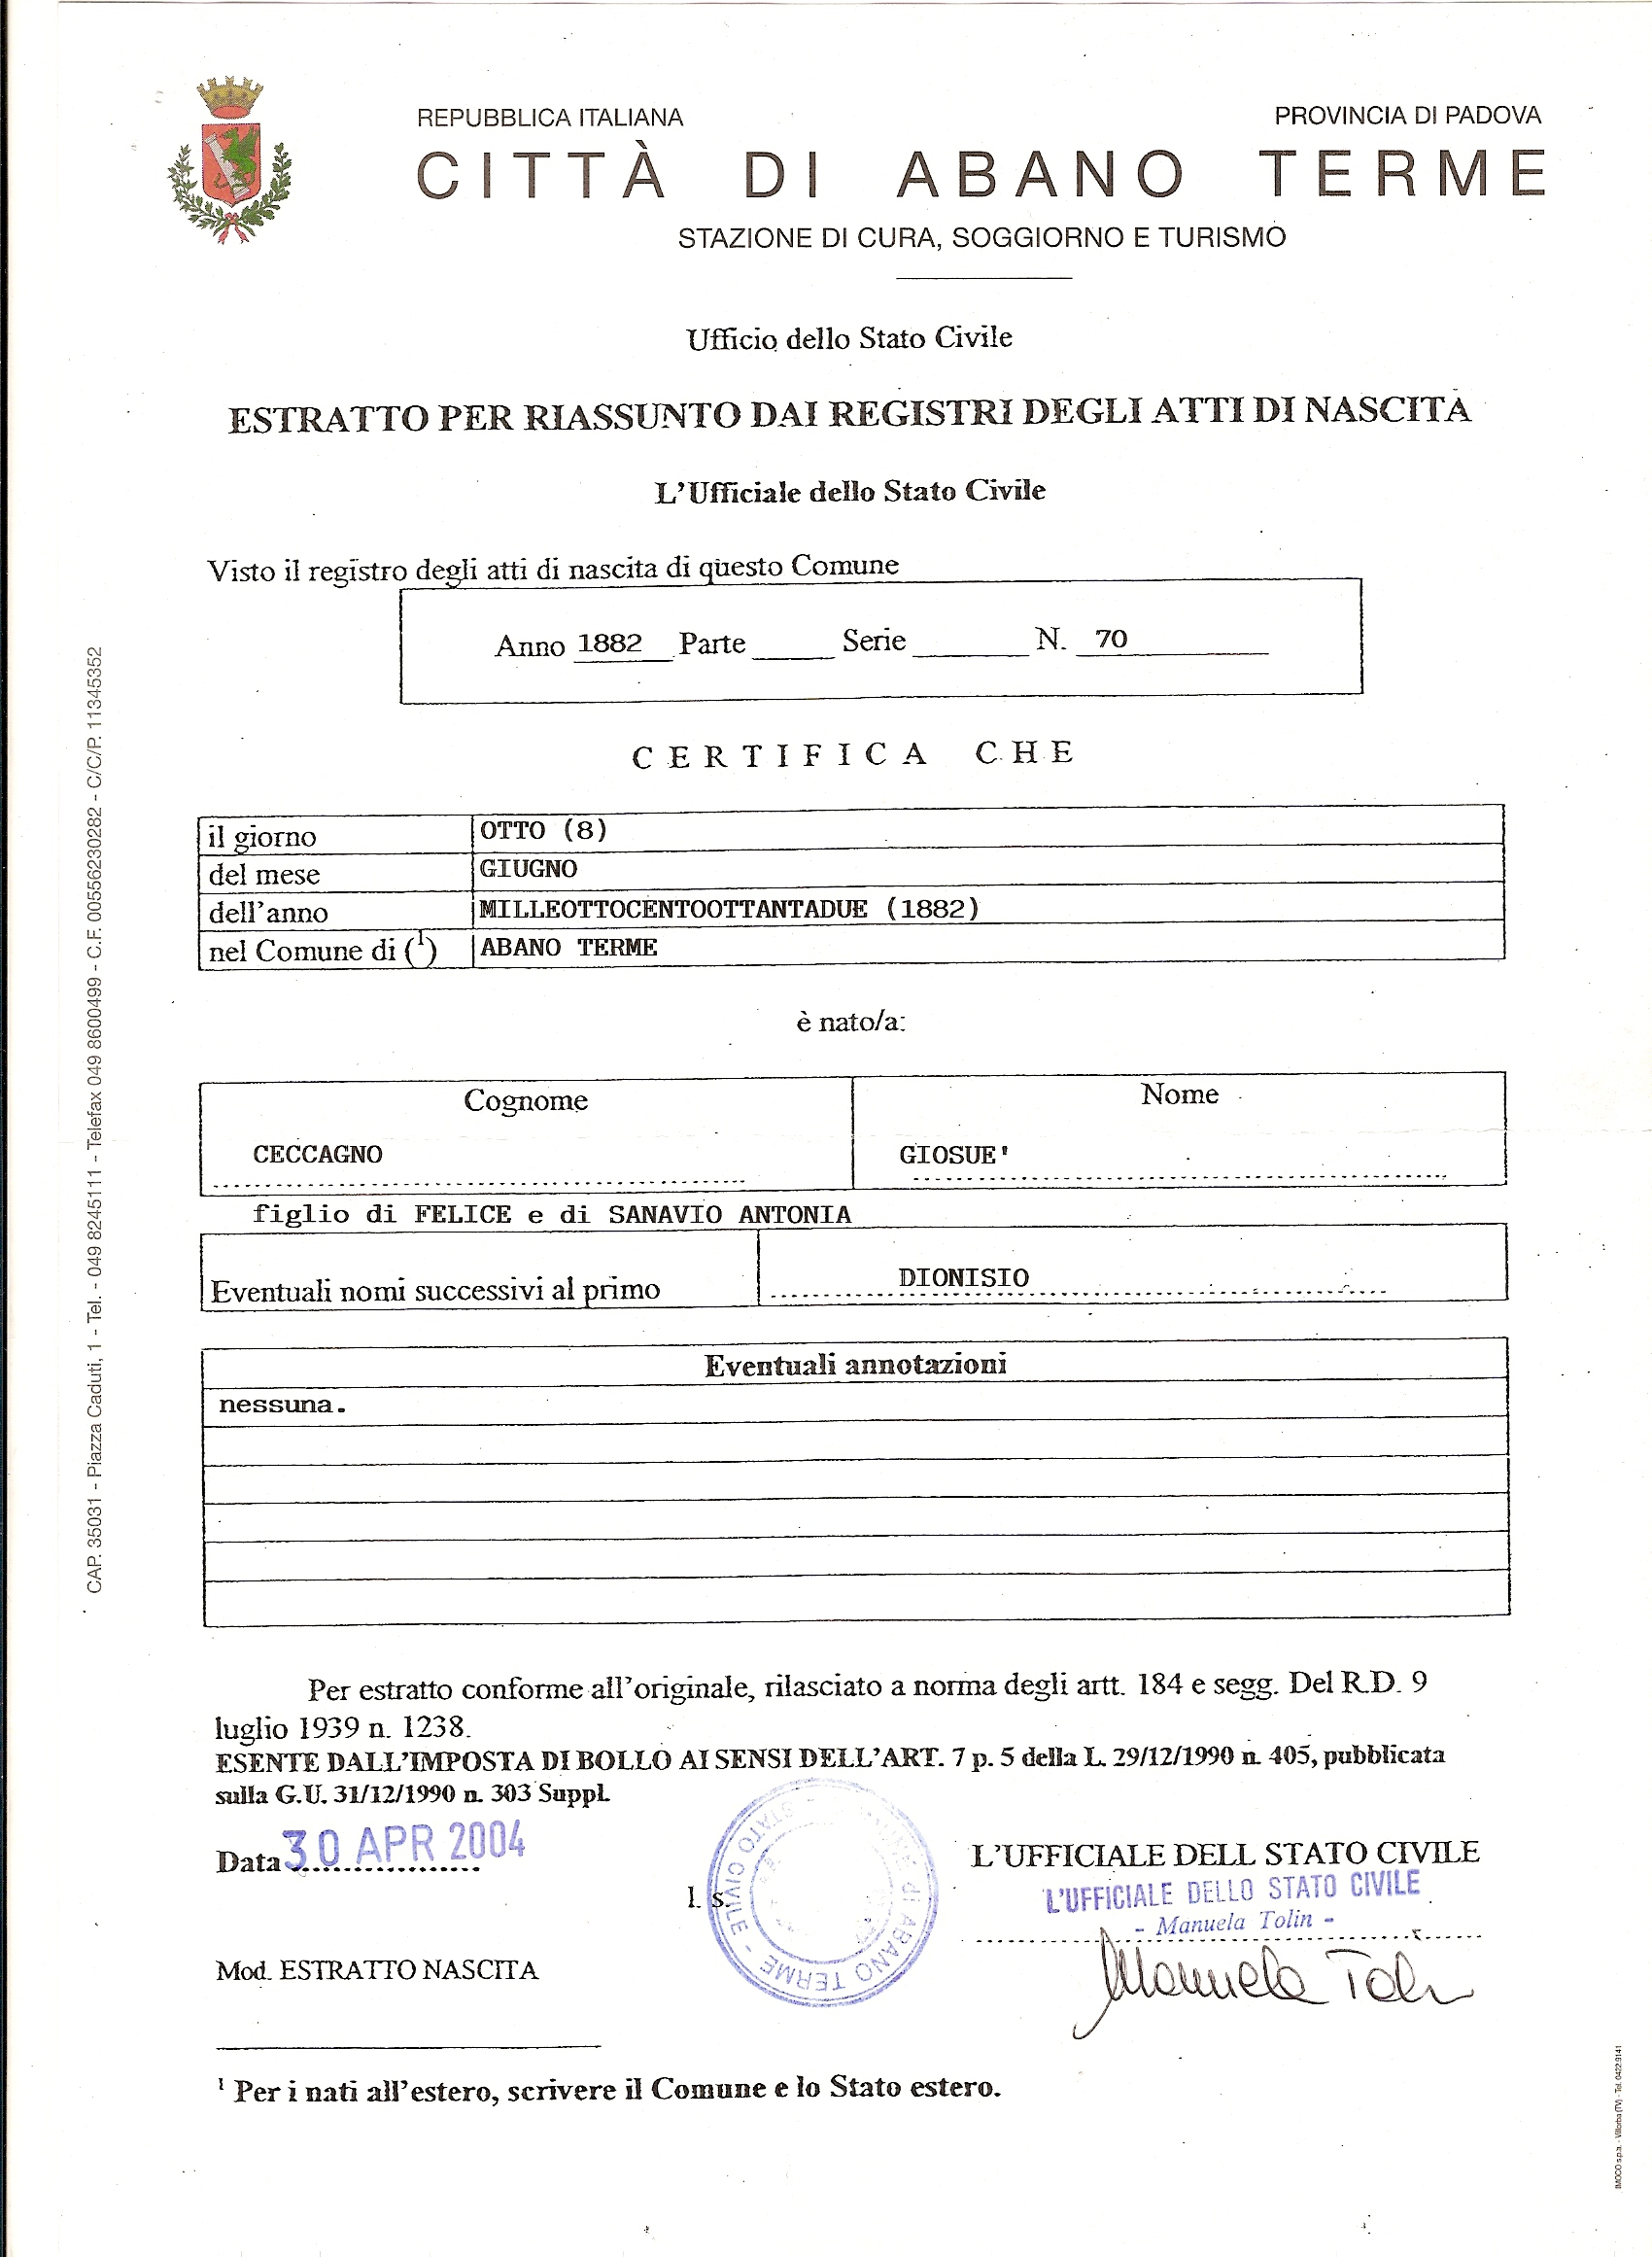 REPUBBLICA ITALIANA
PROVINCIA DI PADOVA
CITTÀ DI ABANO TERME
STAZIONE DI CURA, SOGGIORNO E TURISMO
Ufficio dello Stato Civile
ESTRATTO PER RIASSUNTO DAI REGISTRI DEGLI ATTI DI NASCITA
L'Ufficiale dello Stato Civile
Visto il registro degli atti di nascita di questo Comune
Anno 1882 Parte Serie N. 70
CERTIFICA CHE
il giorno OTTO (8)
del mese GIUGNO
dell'anno MILLEOTTOCENTOOTTANTADUE (1882)
nel Comune di (1) ABANO TERME
è nato/a:
Cognome Nome
CECCAGNO GIOSUE'
figlio di FELICE e di SANAVIO ANTONIA
Eventuali nomi successivi al primo DIONISIO
Eventuali annotazioni
nessuna.
Per estratto conforme all'originale, rilasciato a norma degli artt. 184 e segg. Del R.D. 9
luglio 1939 n. 1238.
ESENTE DALL'IMPOSTA DI BOLLO AI SENSI DELL'ART. 7 p. 5 della L. 29/12/1990 n. 405, pubblicata
sulla G.U. 31/12/1990 n. 303 Suppl.
Data 30 APR 2004
l. s.
COMUNE di ABANO TERME - STATO CIVILE -
L'UFFICIALE DELL STATO CIVILE
L'UFFICIALE DELLO STATO CIVILE
- Manuela Tolin -
Manuela Tolin
Mod. ESTRATTO NASCITA
1 Per i nati all'estero, scrivere il Comune e lo Stato estero.
CAP. 35031 - Piazza Caduti, 1 - Tel. - 049 8245111 - Telefax 049 8600499 - C.F. 00556230282 - C/C/P. 11345352
IMOCO s.p.a. - Villorba (TV) - Tel. 0422.9141